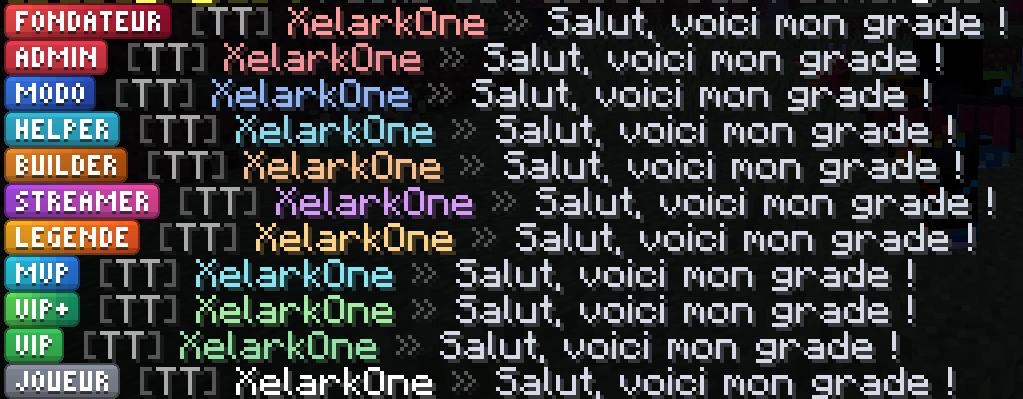 FONDATEUR [TT] XelarkOne » Salut, voici mon grade !
ADMIN [TT] XelarkOne » Salut, voici mon grade !
MODO [TT] XelarkOne » Salut, voici mon grade !
HELPER [TT] XelarkOne » Salut, voici mon grade !
BUILDER [TT] XelarkOne » Salut, voici mon grade !
STREAMER [TT] XelarkOne » Salut, voici mon grade !
LEGENDE [TT] XelarkOne » Salut, voici mon grade !
MVP [TT] XelarkOne » Salut, voici mon grade !
VIP+ [TT] XelarkOne » Salut, voici mon grade !
VIP [TT] XelarkOne » Salut, voici mon grade !
JOUEUR [TT] XelarkOne » Salut, voici mon grade !